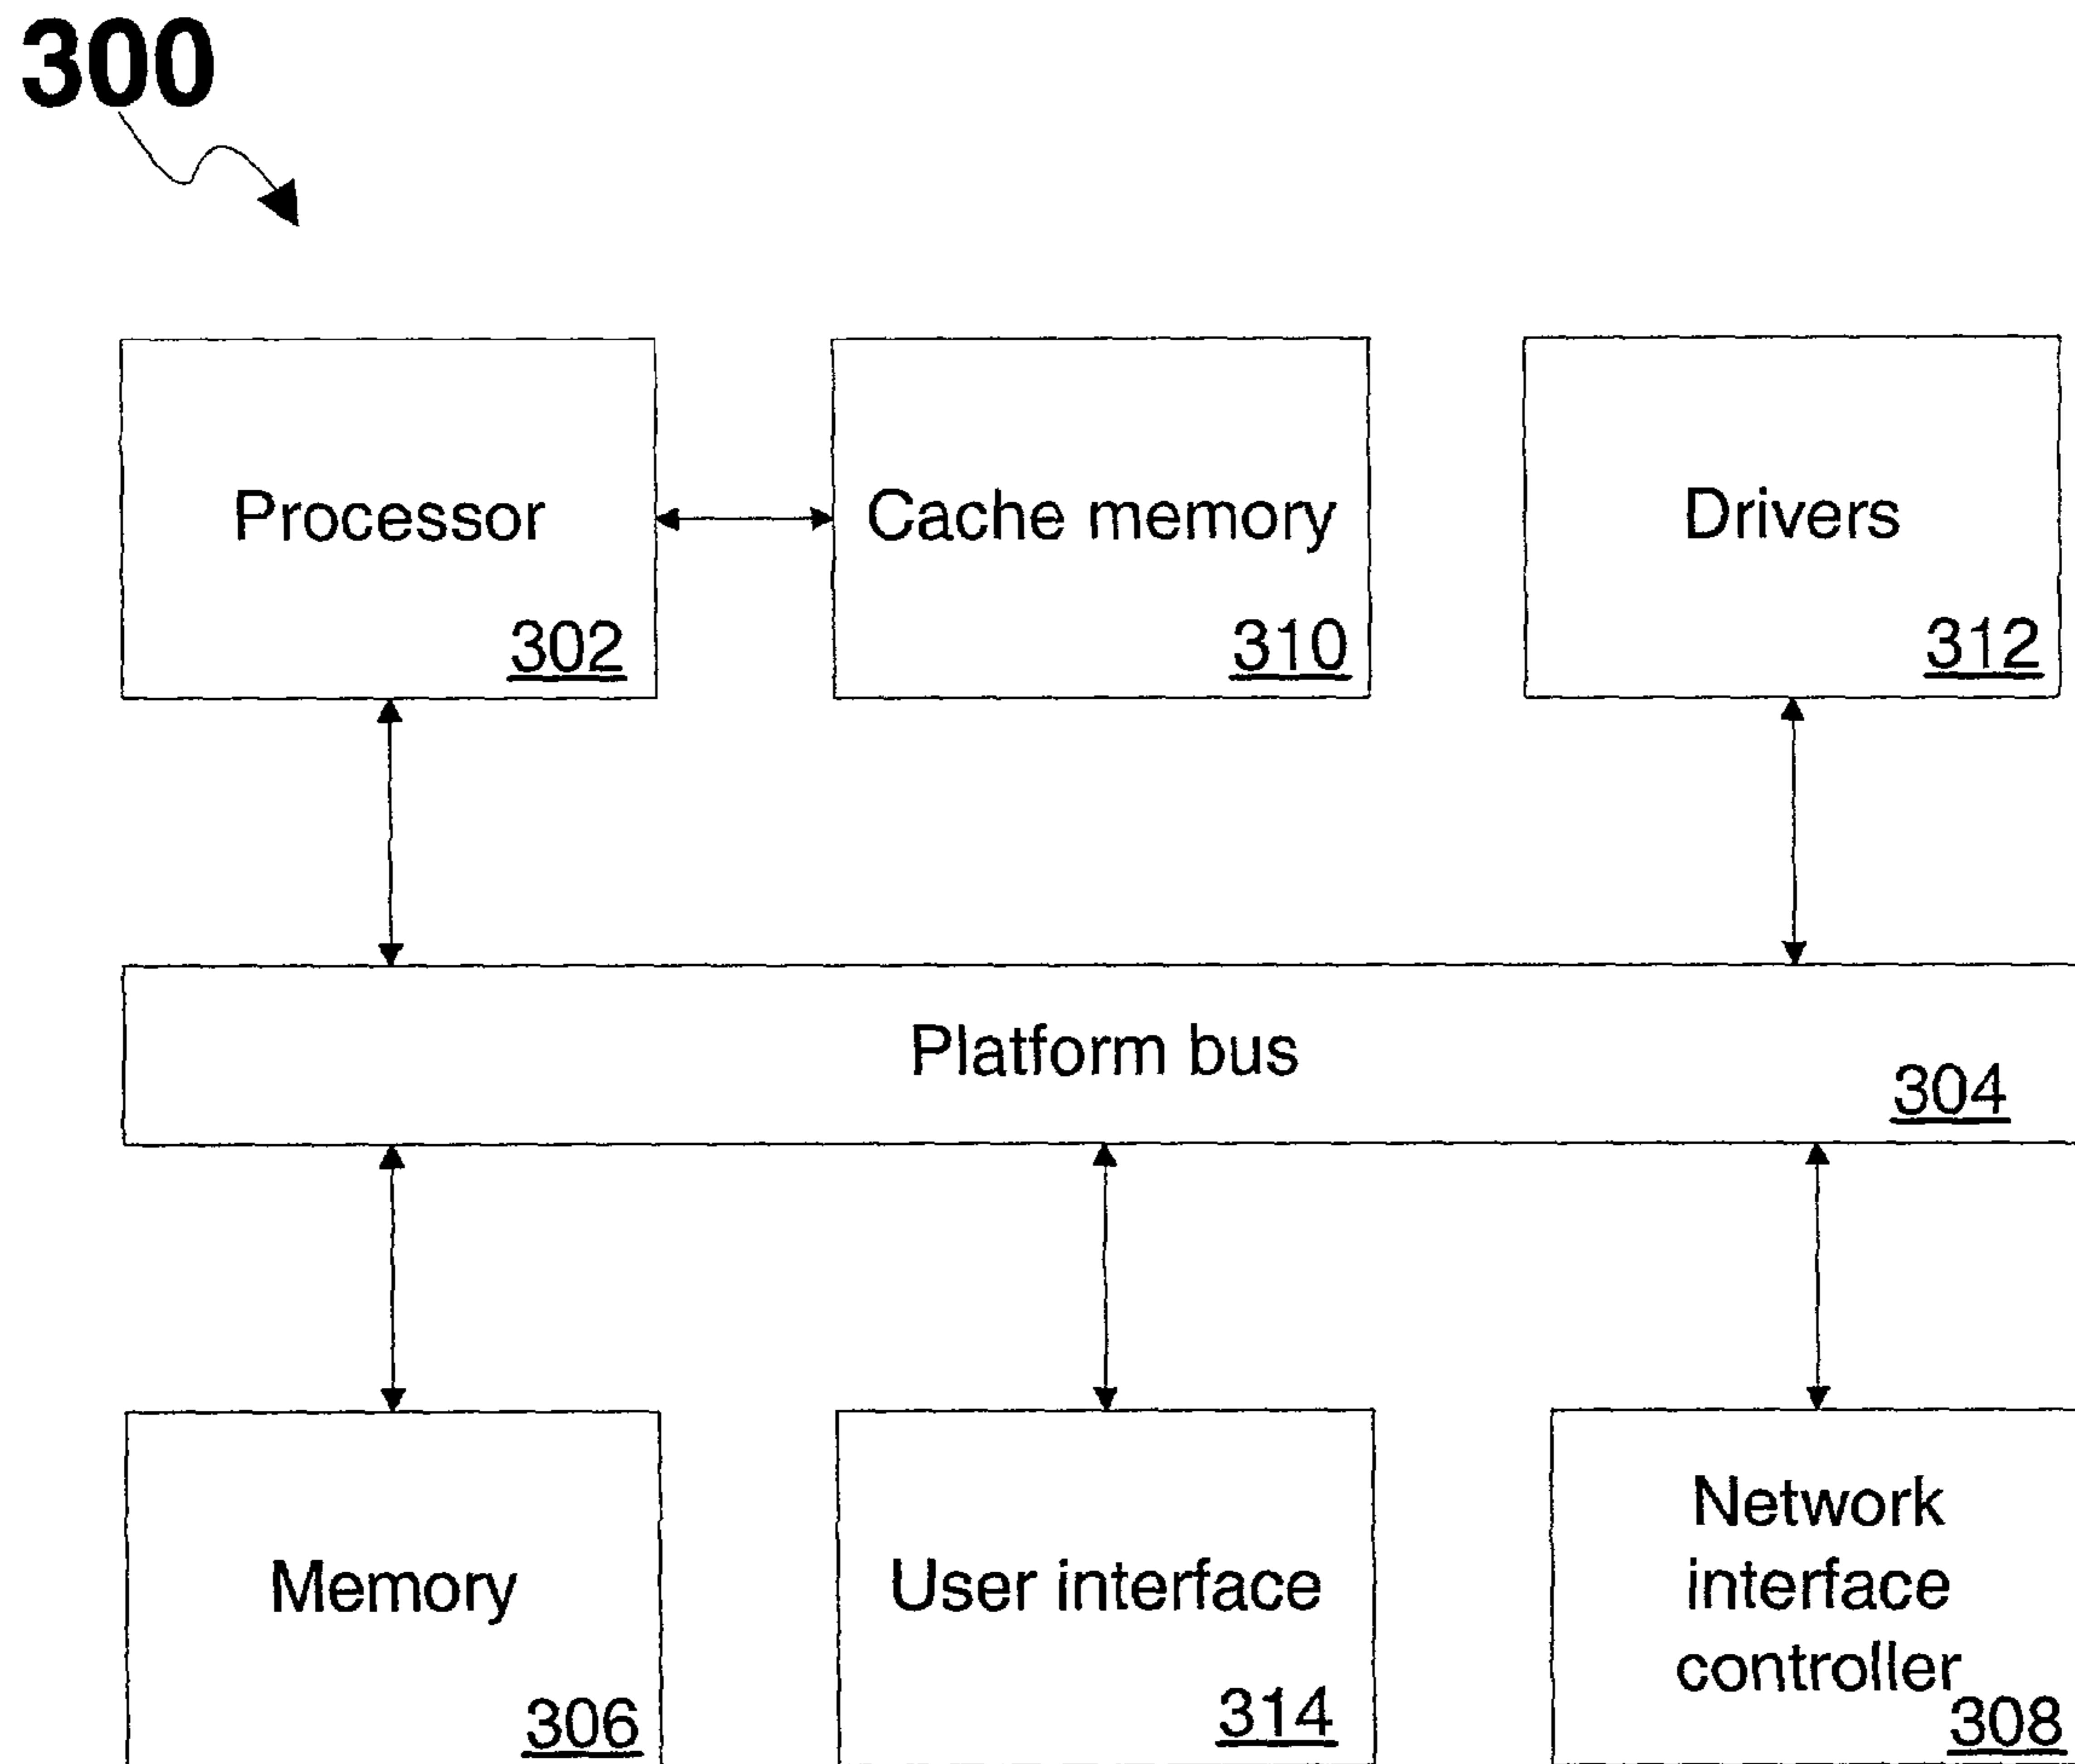 300
Processor
302
Cache memory
310
Drivers
312
Platform bus
304
Memory
306
User interface
314
Network
interface
controller
308